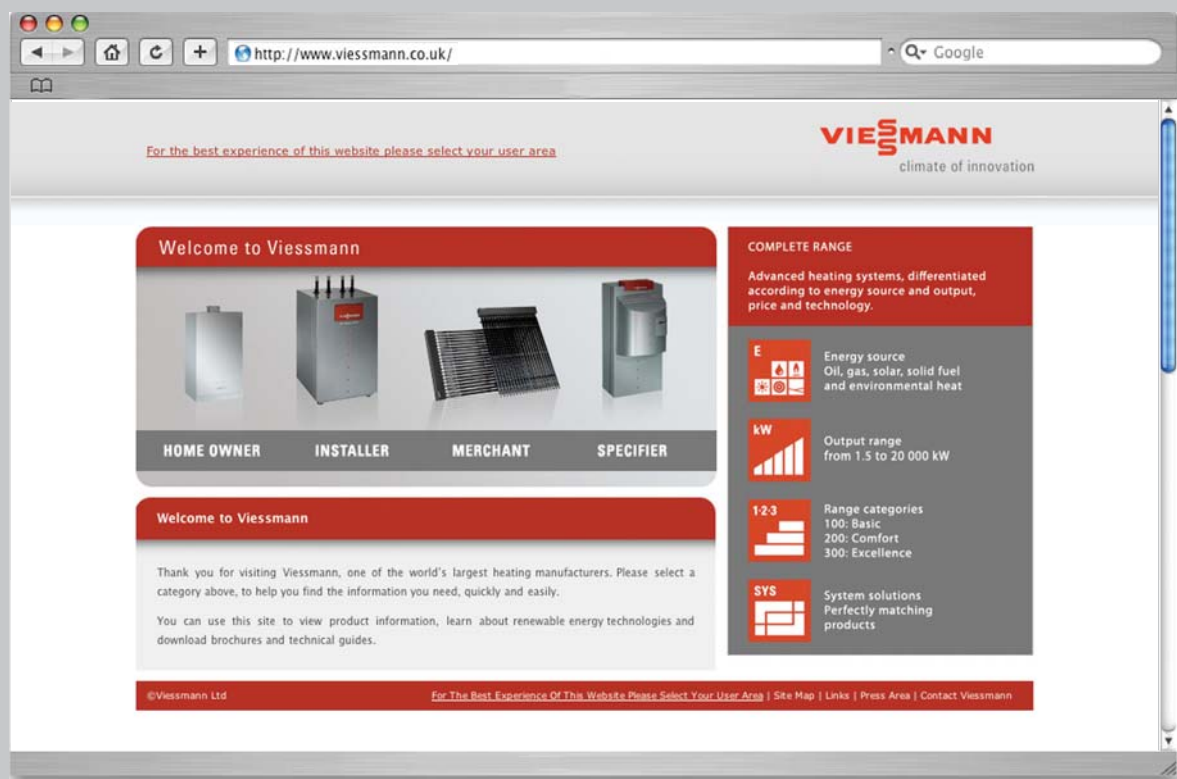 http://www.viessmann.co.uk/
Google
For the best experience of this website please select your user area
VIESSMANN
climate of innovation
Welcome to Viessmann
VIESSMANN
HOME OWNER INSTALLER MERCHANT SPECIFIER
Welcome to Viessmann
Thank you for visiting Viessmann, one of the world's largest heating manufacturers. Please select a
category above, to help you find the information you need, quickly and easily.
You can use this site to view product information, learn about renewable energy technologies and
download brochures and technical guides.
COMPLETE RANGE
Advanced heating systems, differentiated
according to energy source and output,
price and technology.
E
Energy source
Oil, gas, solar, solid fuel
and environmental heat
kW
Output range
from 1.5 to 20 000 kW
1·2·3
Range categories
100: Basic
200: Comfort
300: Excellence
SYS
System solutions
Perfectly matching
products
©Viessmann Ltd
For The Best Experience Of This Website Please Select Your User Area | Site Map | Links | Press Area | Contact Viessmann